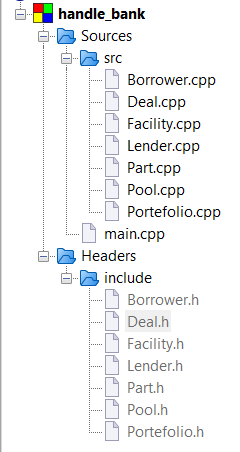 handle_bank
Sources
src
Borrower.cpp
Deal.cpp
Facility.cpp
Lender.cpp
Part.cpp
Pool.cpp
Portefolio.cpp
main.cpp
Headers
include
Borrower.h
Deal.h
Facility.h
Lender.h
Part.h
Pool.h
Portefolio.h